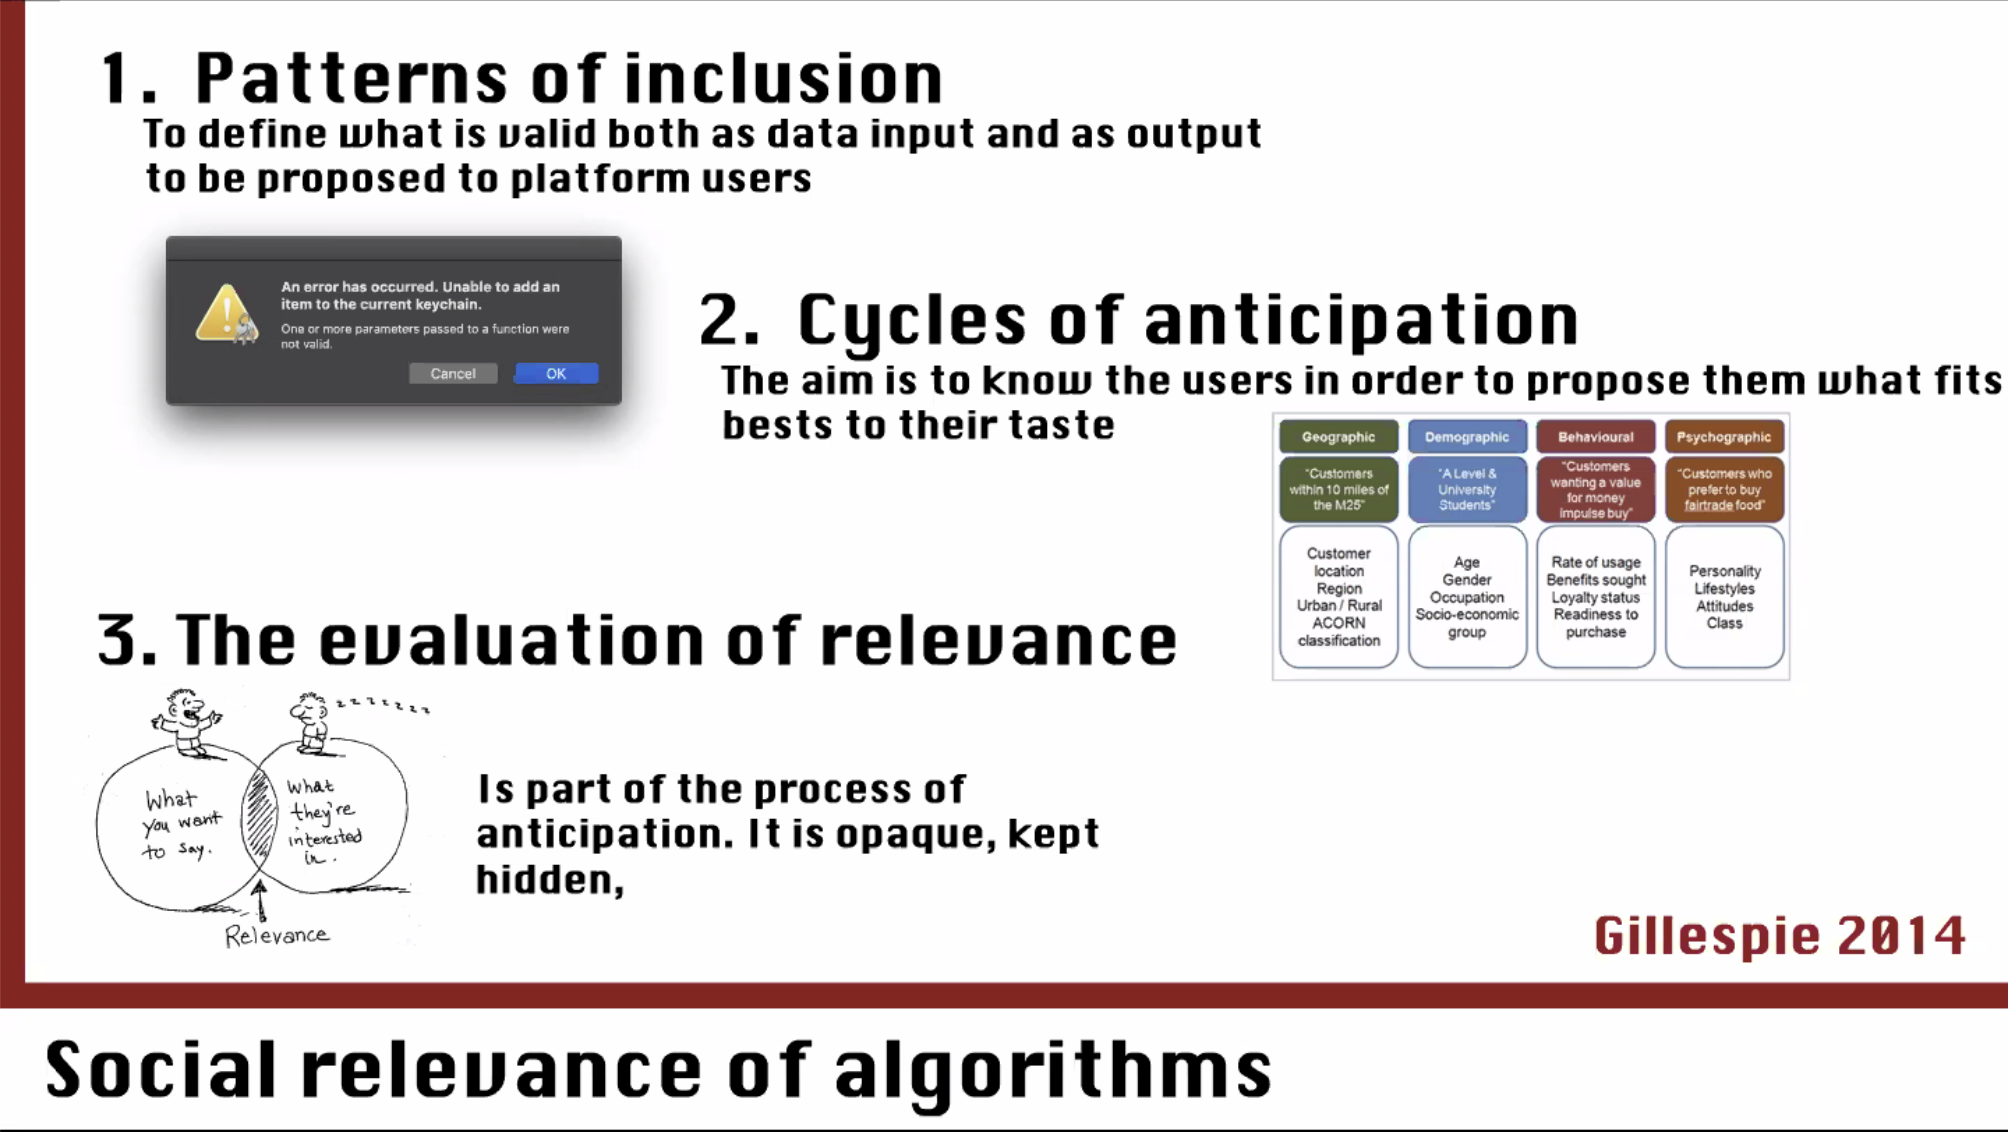 1. Patterns of inclusion
To define what is valid both as data input and as output
to be proposed to platform users
An error has occurred. Unable to add an
item to the current keychain.
One or more parameters passed to a function were
not valid.
Cancel
OK
2. Cycles of anticipation
The aim is to know the users in order to propose them what fits
bests to their taste
Geographic
"Customers
within 10 miles of
the M25"
Customer
location
Region
Urban / Rural
ACORN
classification
Demographic
"A Level &
University
Students"
Age
Gender
Occupation
Socio-economic
group
Behavioural
"Customers
wanting a value
for money
impulse buy"
Rate of usage
Benefits sought
Loyalty status
Readiness to
purchase
Psychographic
"Customers who
prefer to buy
fairtrade food"
Personality
Lifestyles
Attitudes
Class
3. The evaluation of relevance
z z z z z z z
What
you want
to say.
What
they're
interested
in.
Relevance
Is part of the process of
anticipation. It is opaque, kept
hidden,
Gillespie 2014
Social relevance of algorithms